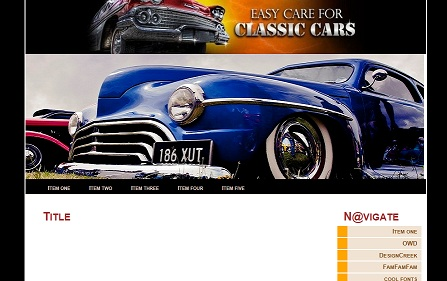 EASY CARE FOR
CLASSIC CARS
186 XUT
ITEM ONE ITEM TWO ITEM THREE ITEM FOUR ITEM FIVE
TITLE
N@VIGATE
ITEM ONE
OWD
DESIGNCREEK
FAMFAMFAM
COOL FONTS